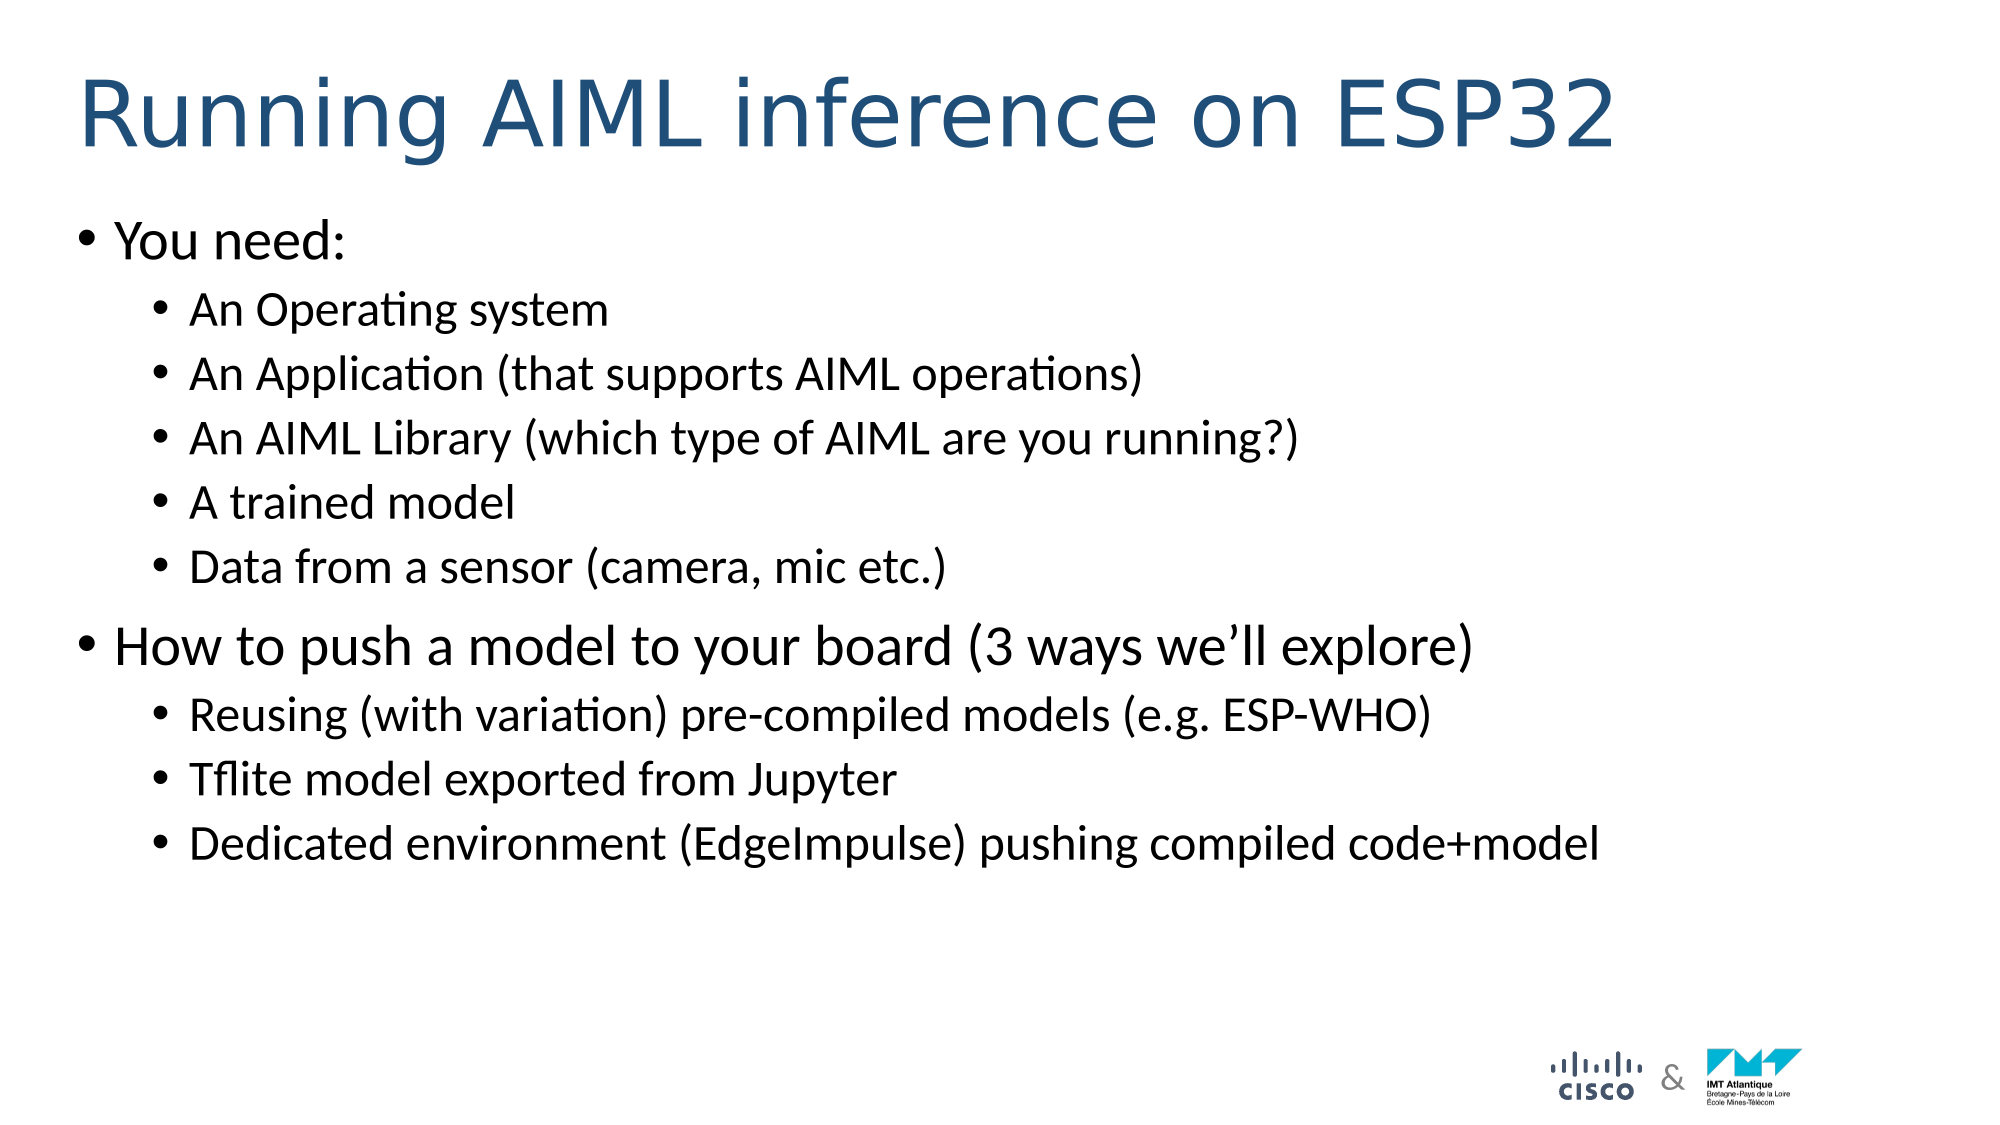 Running AIML inference on ESP32
• You need:
• An Operating system
• An Application (that supports AIML operations)
• An AIML Library (which type of AIML are you running?)
• A trained model
• Data from a sensor (camera, mic etc.)
• How to push a model to your board (3 ways we’ll explore)
• Reusing (with variation) pre-compiled models (e.g. ESP-WHO)
• Tflite model exported from Jupyter
• Dedicated environment (EdgeImpulse) pushing compiled code+model
CISCO & IMT Atlantique
Bretagne-Pays de la Loire
École Mines-Télécom